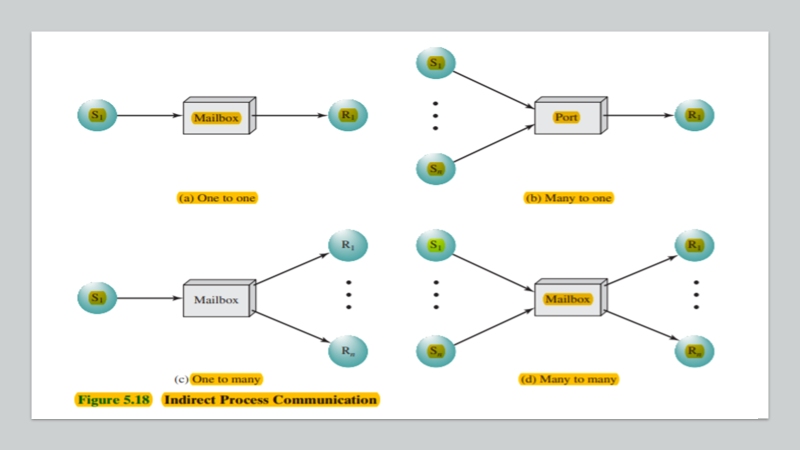 S₁
Mailbox
R₁
(a) One to one
S₁
Sₙ
Port
R₁
(b) Many to one
S₁
Mailbox
R₁
Rₙ
(c) One to many
S₁
Sₙ
Mailbox
R₁
Rₙ
(d) Many to many
Figure 5.18 Indirect Process Communication